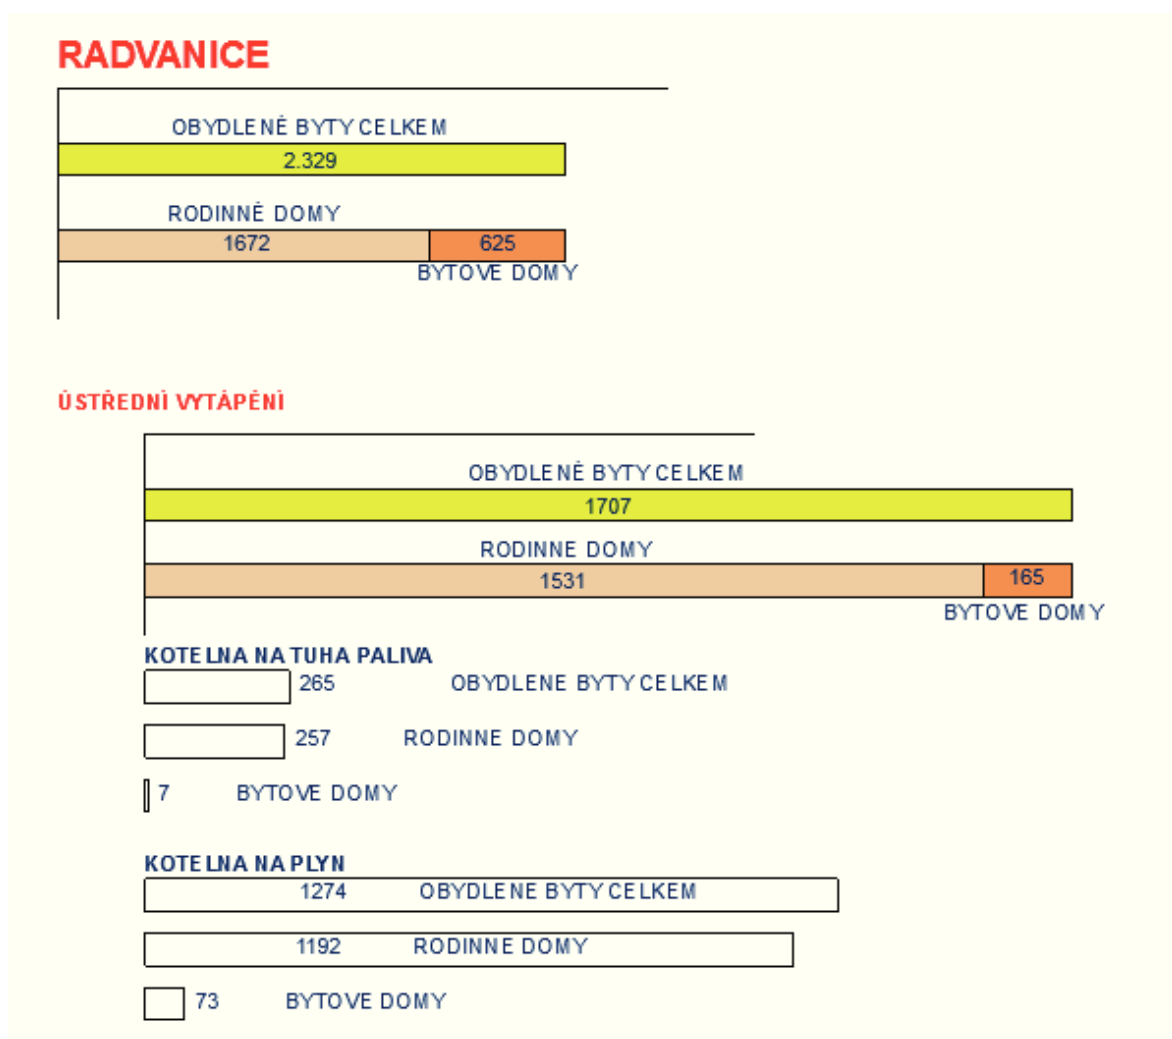 RADVANICE
OBYDLENÉ BYTY CELKEM
2.329
RODINNÉ DOMY
1672 625
BYTOVE DOMY
ÚSTŘEDNÍ VYTÁPĚNÍ
OBYDLENÉ BYTY CELKEM
1707
RODINNE DOMY
1531 165
BYTOVE DOMY
KOTELNA NA TUHA PALIVA
265 OBYDLENE BYTY CELKEM
257 RODINNE DOMY
7 BYTOVE DOMY
KOTELNA NA PLYN
1274 OBYDLENE BYTY CELKEM
1192 RODINNE DOMY
73 BYTOVE DOMY